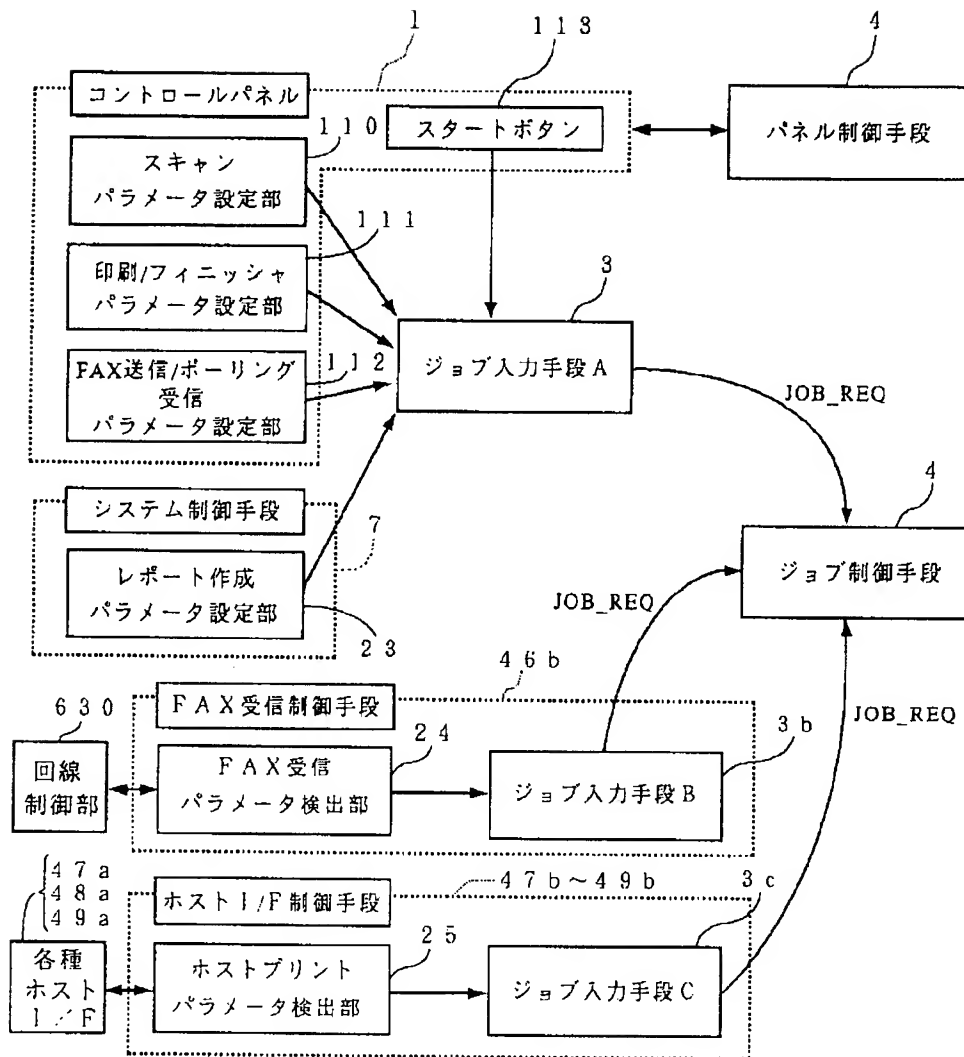 1
113
4
コントロールパネル
110
スタートボタン
パネル制御手段
スキャン
パラメータ設定部
111
印刷/フィニッシャ
パラメータ設定部
3
112
ジョブ入力手段A
FAX送信/ポーリング
受信
パラメータ設定部
JOB_REQ
システム制御手段
7
4
レポート作成
パラメータ設定部
ジョブ制御手段
JOB_REQ
23
46b
630
FAX受信制御手段
24
3b
JOB_REQ
回線
制御部
FAX受信
パラメータ検出部
ジョブ入力手段B
47a
48a
49a
47b~49b
3c
ホストI/F制御手段
25
各種
ホスト
I/F
ホストプリント
パラメータ検出部
ジョブ入力手段C